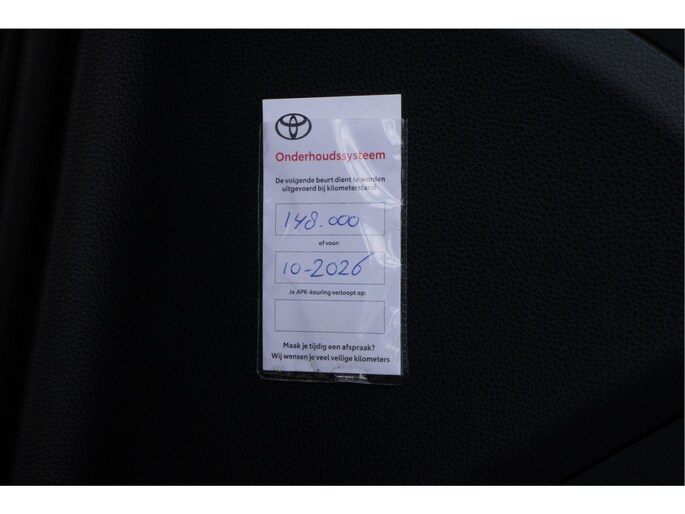 Onderhoudssysteem
De volgende beurt dient te worden
uitgevoerd bij kilometerstand:
148.000
of voor:
10-2026
Je APK-keuring verloopt op:
Maak je tijdig een afspraak?
Wij wensen je veel veilige kilometers